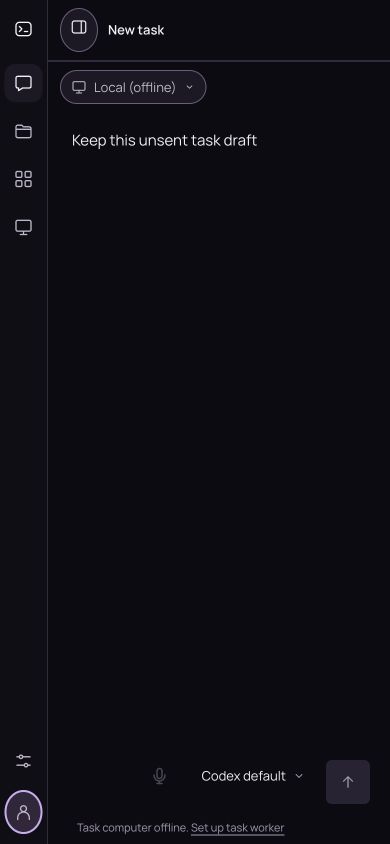 New task
Local (offline)
Keep this unsent task draft
Codex default
Task computer offline. Set up task worker